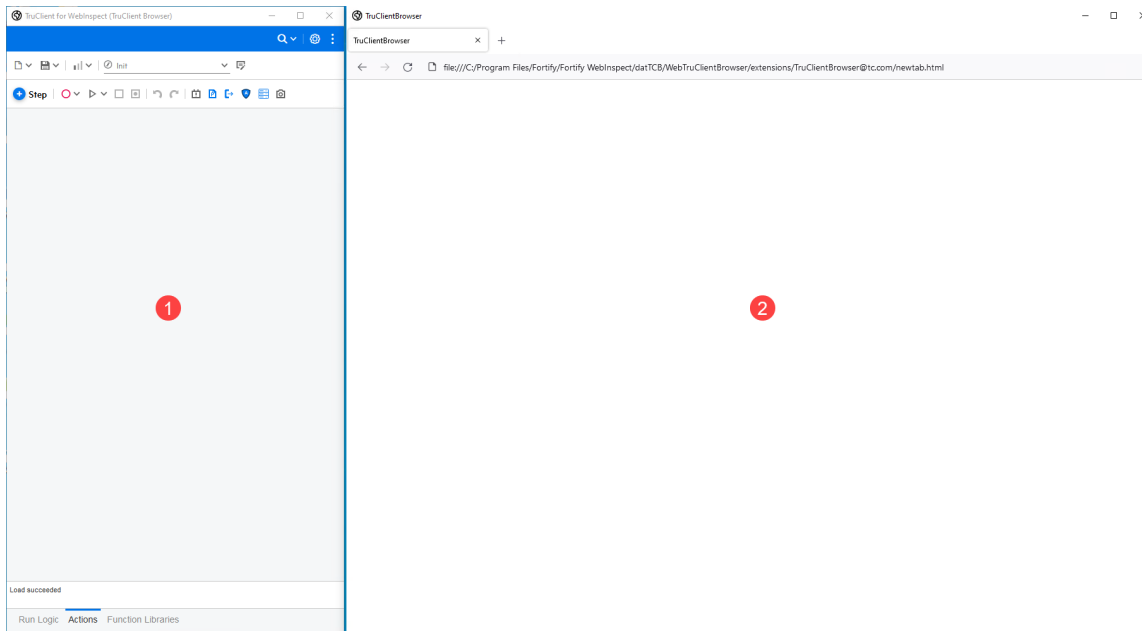 TruClient for WebInspect (TruClient Browser)
Init
Step
1
Load succeeded
Run Logic Actions Function Libraries
TruClientBrowser
TruClientBrowser
file:///C:/Program Files/Fortify/Fortify WebInspect/datTCB/WebTruClientBrowser/extensions/TruClientBrowser@tc.com/newtab.html
2